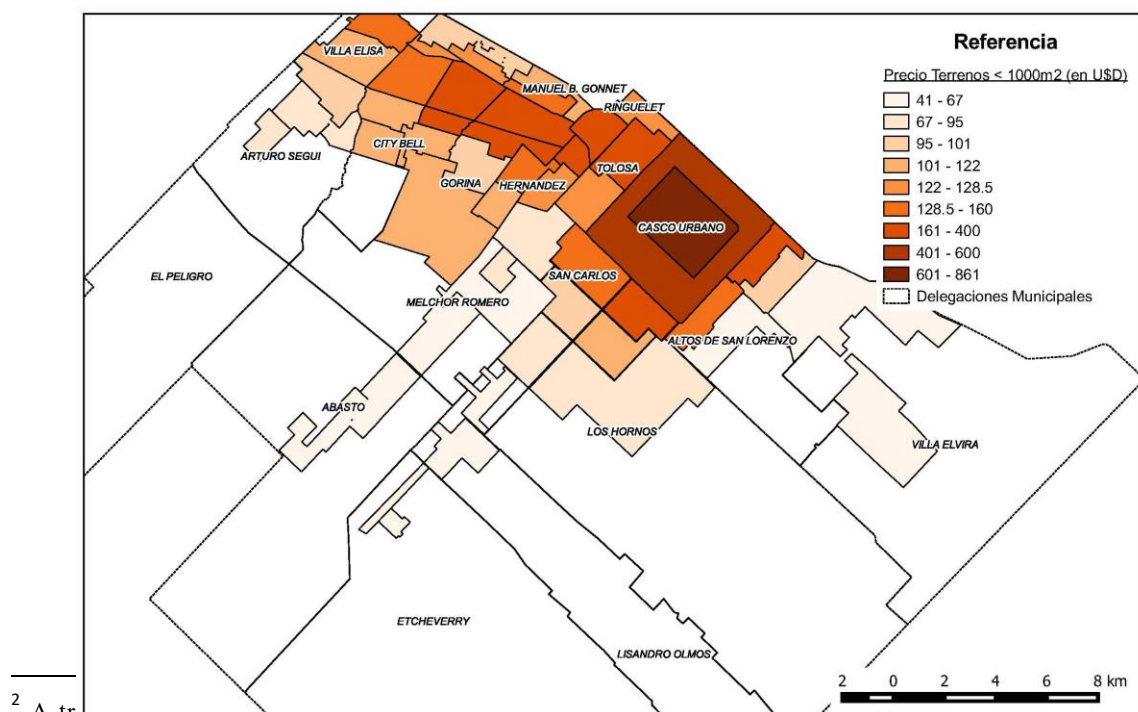 Referencia
Precio Terrenos < 1000m2 (en U$D)
41 - 67
67 - 95
95 - 101
101 - 122
122 - 128.5
128.5 - 160
161 - 400
401 - 600
601 - 861
Delegaciones Municipales
VILLA ELISA
MANUEL B. GONNET
RINGUELET
CITY BELL
ARTURO SEGUI
TOLOSA
GORINA
HERNANDEZ
CASCO URBANO
EL PELIGRO
SAN CARLOS
MELCHOR ROMERO
ALTOS DE SAN LORENZO
ABASTO
LOS HORNOS
VILLA ELVIRA
ETCHEVERRY
LISANDRO OLMOS
2 0 2 4 6 8 km
2 A tr